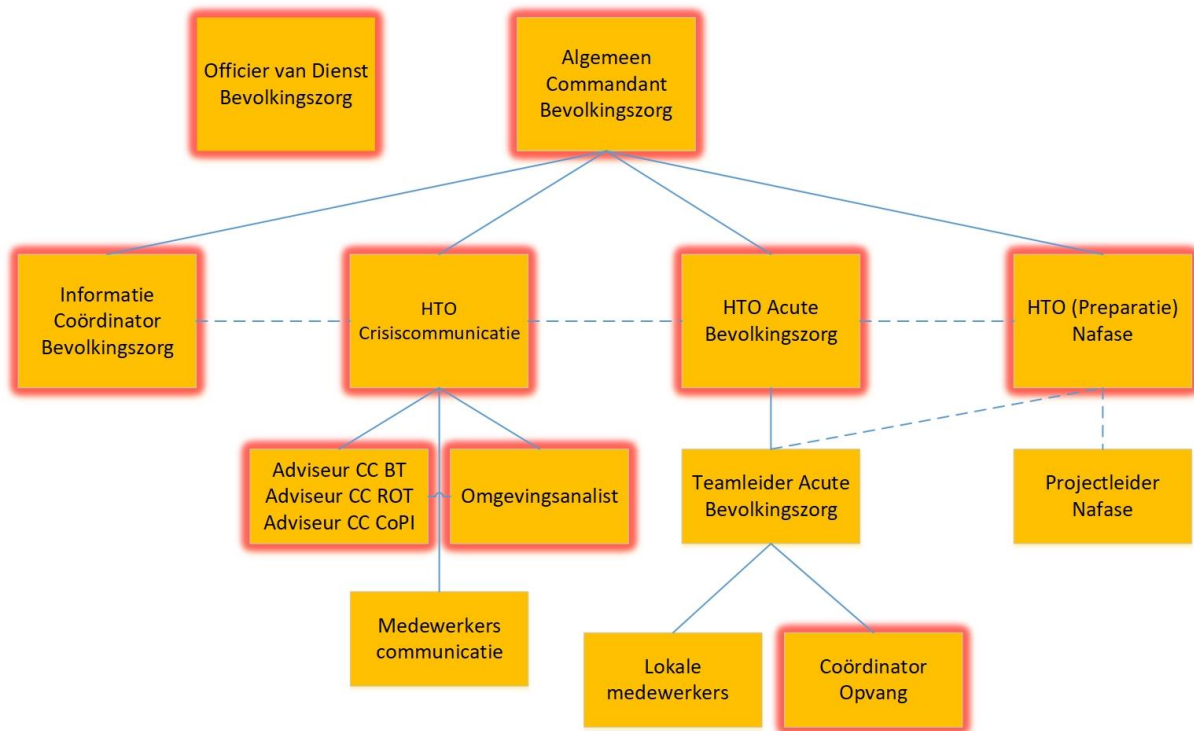 Officier van Dienst
Bevolkingszorg
Algemeen
Commandant
Bevolkingszorg
Informatie
Coördinator
Bevolkingszorg
HTO
Crisiscommunicatie
HTO Acute
Bevolkingszorg
HTO (Preparatie)
Nafase
Adviseur CC BT
Adviseur CC ROT
Adviseur CC CoPI
Omgevingsanalist
Teamleider Acute
Bevolkingszorg
Projectleider
Nafase
Medewerkers
communicatie
Lokale
medewerkers
Coördinator
Opvang